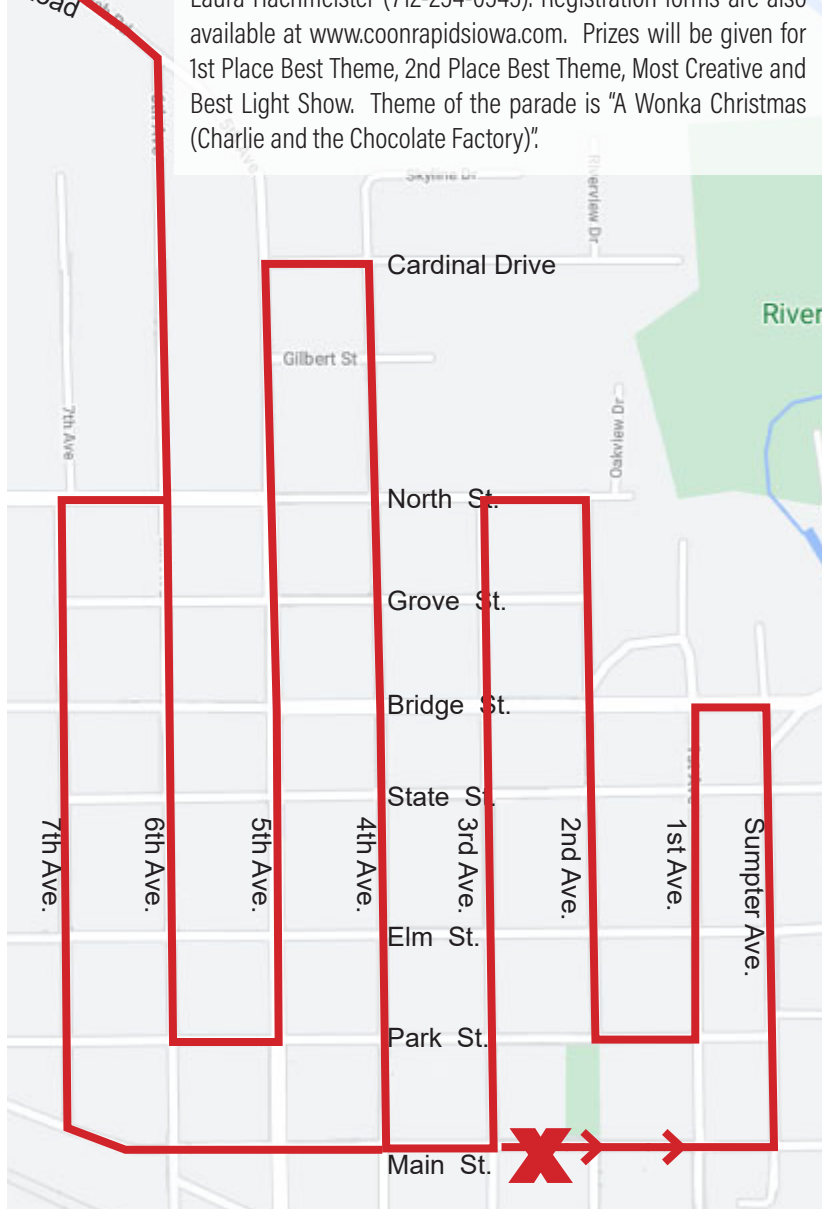 available at www.coonrapidsiowa.com. Prizes will be given for
1st Place Best Theme, 2nd Place Best Theme, Most Creative and
Best Light Show. Theme of the parade is “A Wonka Christmas
(Charlie and the Chocolate Factory)”.
Skyline Dr
Riverview Dr
Cardinal Drive
River
Gilbert St
7th Ave
Oakview Dr
North St.
Grove St.
Bridge St.
State St.
1st Ave
7th Ave.
6th Ave.
5th Ave.
4th Ave.
3rd Ave.
2nd Ave.
1st Ave.
Sumpter Ave.
Elm St.
Park St.
Main St.